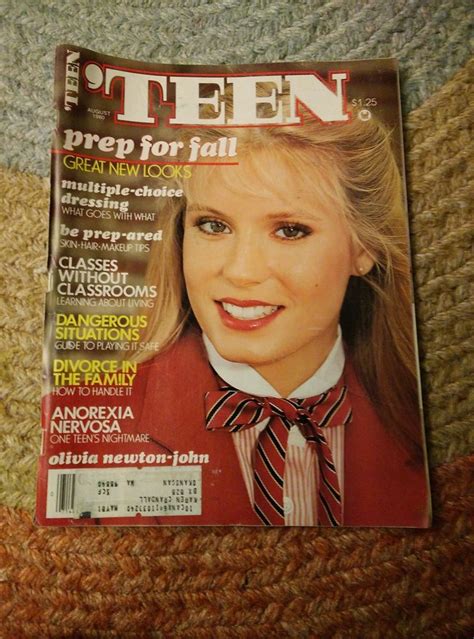 'TEEN
'TEEN
AUGUST
1980
$1.25
prep for fall
GREAT NEW LOOKS
multiple-choice
dressing
WHAT GOES WITH WHAT
be prep-ared
SKIN-HAIR-MAKEUP TIPS
CLASSES
WITHOUT
CLASSROOMS
LEARNING ABOUT LIVING
DANGEROUS
SITUATIONS
GUIDE TO PLAYING IT SAFE
DIVORCE IN
THE FAMILY
HOW TO HANDLE IT
ANOREXIA
NERVOSA
ONE TEEN'S NIGHTMARE
olivia newton-john